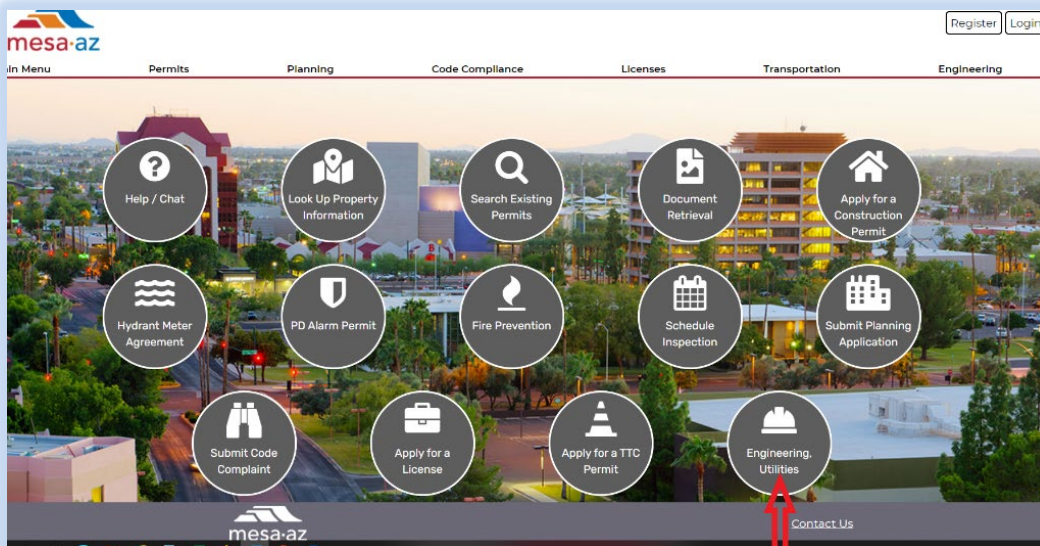 mesa·az
Register
Login
in Menu
Permits
Planning
Code Compliance
Licenses
Transportation
Engineering
Help / Chat
Look Up Property
Information
Search Existing
Permits
Document
Retrieval
Apply for a
Construction
Permit
Hydrant Meter
Agreement
PD Alarm Permit
Fire Prevention
Schedule
Inspection
Submit Planning
Application
Submit Code
Complaint
Apply for a
License
Apply for a TTC
Permit
Engineering,
Utilities
mesa·az
Contact Us